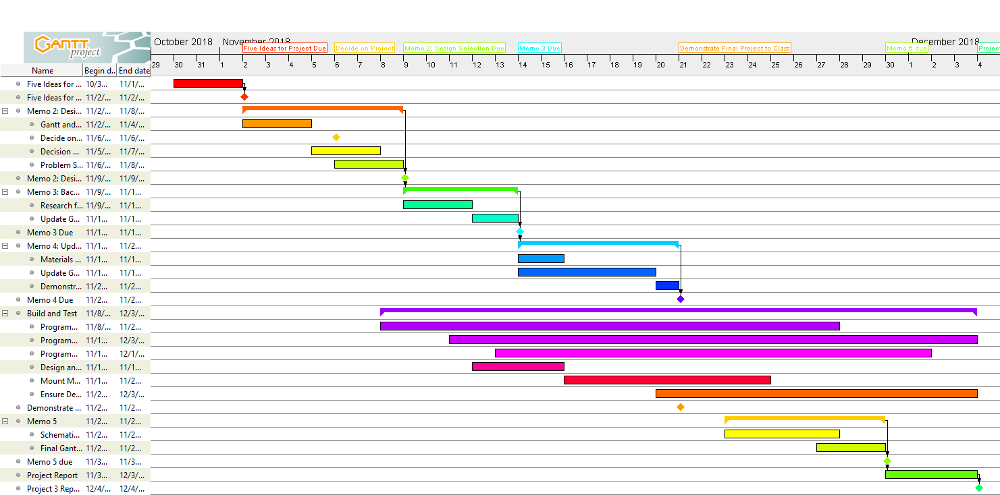 October 2018 November 2018 December 2018
GANTT
project
Five Ideas for Project Due Decide on Project Memo 2: Design Selection Due Memo 3 Due Demonstrate Final Project to Class Memo 5 due Project
29 30 31 1 2 3 4 5 6 7 8 9 10 11 12 13 14 15 16 17 18 19 20 21 22 23 24 25 26 27 28 29 30 1 2 3 4
Name Begin d... End date
Five Ideas for ... 10/3... 11/1/...
Five Ideas for ... 11/2/... 11/2/...
Memo 2: Desi... 11/2/... 11/8/...
Gantt and... 11/2/... 11/4/...
Decide on... 11/6/... 11/6/...
Decision ... 11/5/... 11/7/...
Problem S... 11/6/... 11/8/...
Memo 2: Desi... 11/9/... 11/9/...
Memo 3: Bac... 11/9/... 11/1...
Research f... 11/9/... 11/1...
Update G... 11/1... 11/1...
Memo 3 Due 11/1... 11/1...
Memo 4: Upd... 11/1... 11/2...
Materials ... 11/1... 11/1...
Update G... 11/1... 11/1...
Demonstr... 11/2... 11/2...
Memo 4 Due 11/2... 11/2...
Build and Test 11/8/... 12/3/...
Program... 11/8/... 11/2...
Program... 11/1... 12/3/...
Program... 11/1... 12/1/...
Design an... 11/1... 11/1...
Mount M... 11/1... 11/2...
Ensure De... 11/2... 12/3/...
Demonstrate ... 11/2... 11/2...
Memo 5 11/2... 11/2...
Schemati... 11/2... 11/2...
Final Gant... 11/2... 11/2...
Memo 5 due 11/3... 11/3...
Project Report 11/3... 12/3/...
Project 3 Rep... 12/4/... 12/4/...